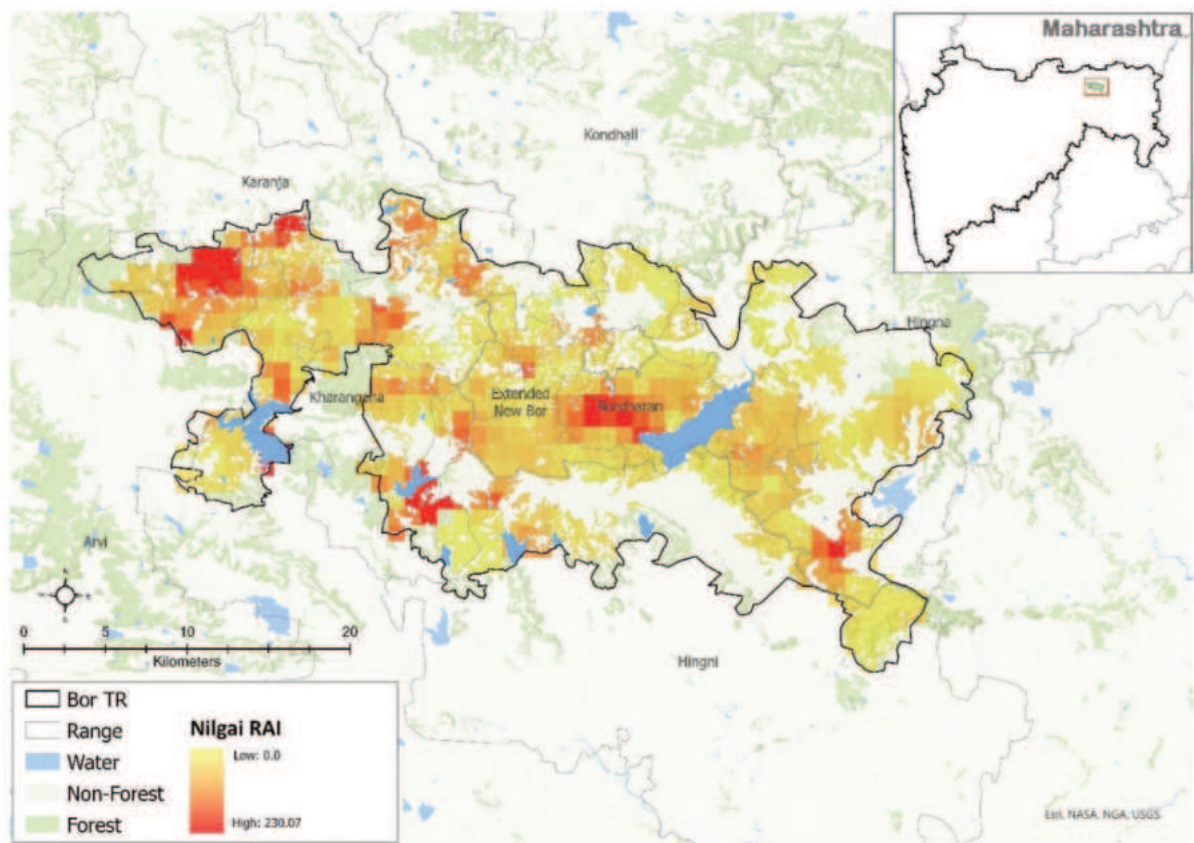 Maharashtra
Kondhali
Karanja
Hingna
Kharangana
Extended
New Bor
Bordharan
Arvi
Hingni
N
0 5 10 20
Kilometers
Bor TR
Range
Water
Non-Forest
Forest
Nilgai RAI
Low: 0.0
High: 230.07
Esri, NASA, NGA, USGS